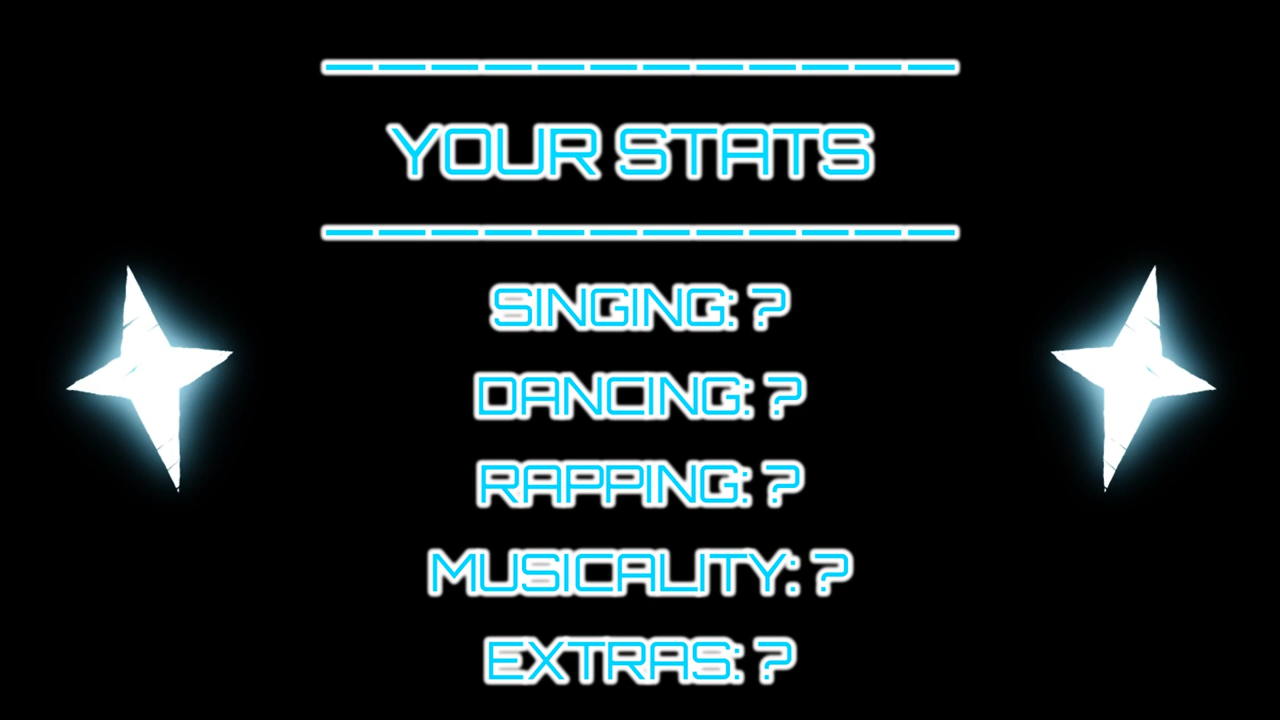 YOUR STATS
SINGING: ?
DANCING: ?
RAPPING: ?
MUSICALITY: ?
EXTRAS: ?